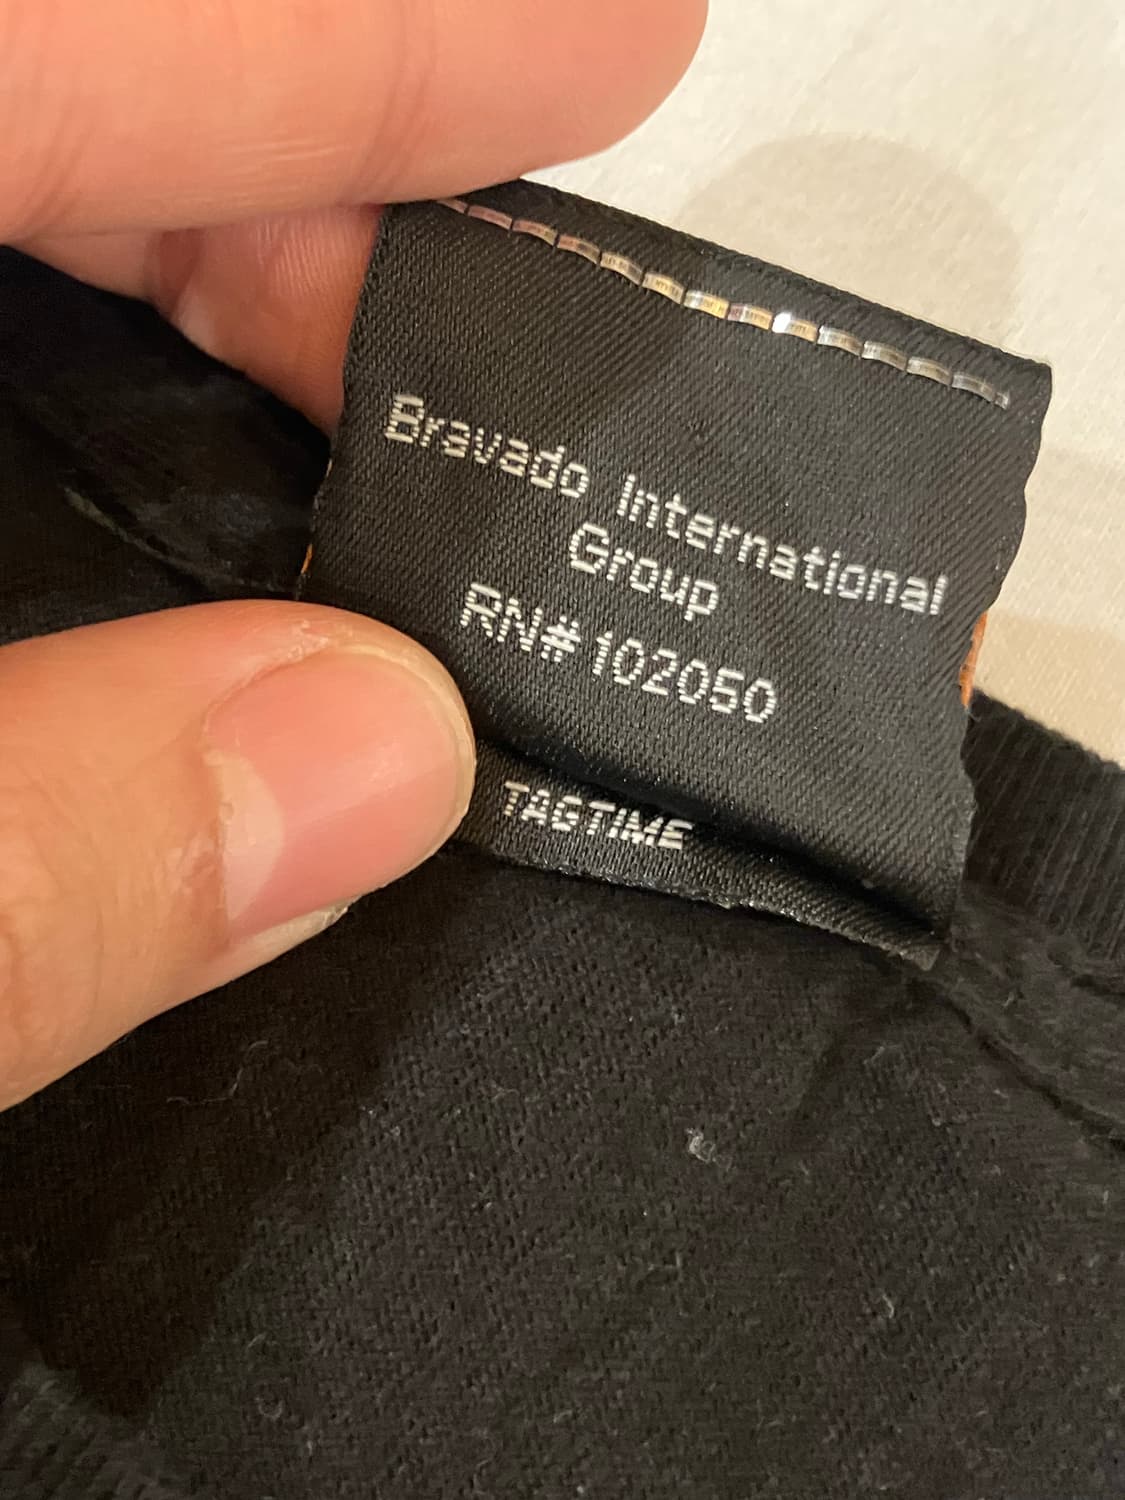 Bravado International
Group
RN# 102050
TAGTIME